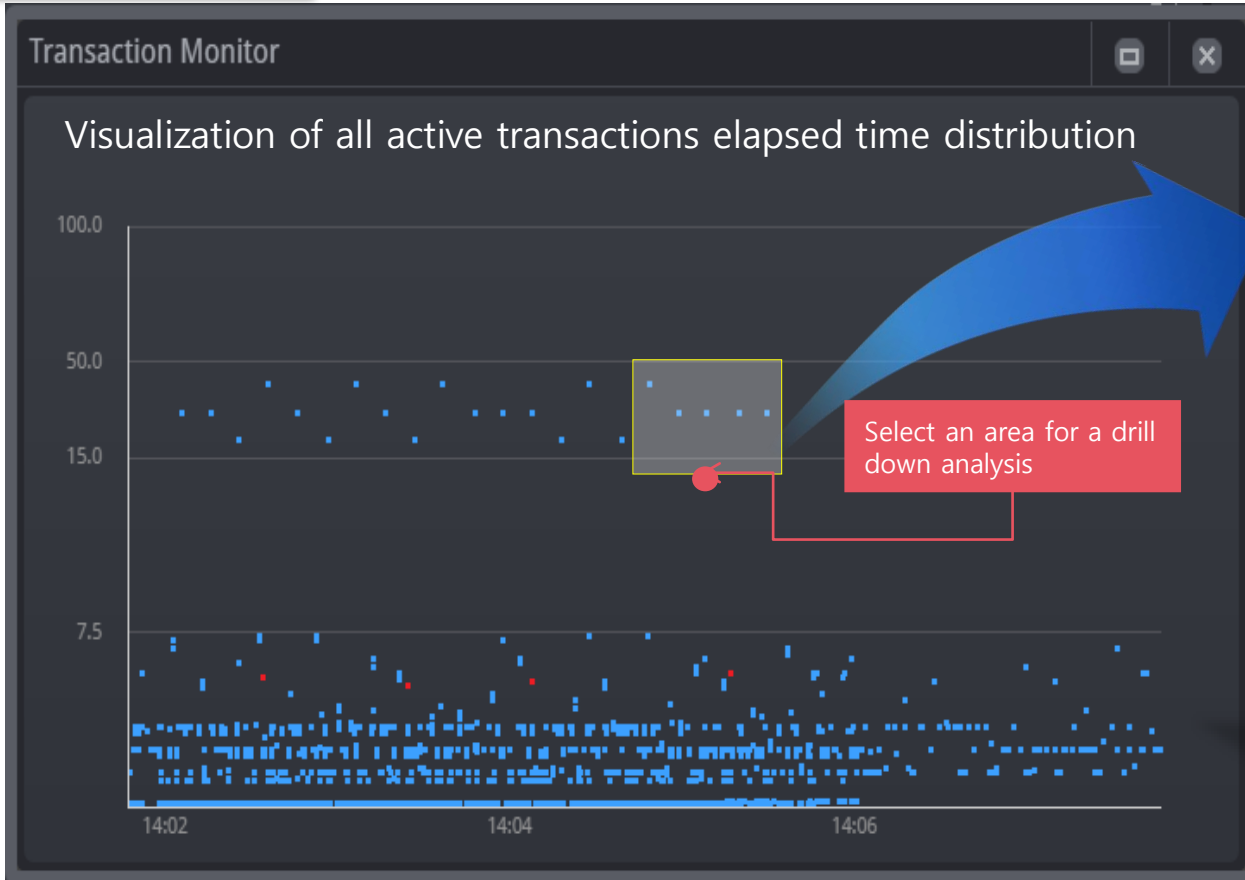 Transaction Monitor
Visualization of all active transactions elapsed time distribution
100.0
50.0
15.0
7.5
Select an area for a drill
down analysis
14:02
14:04
14:06